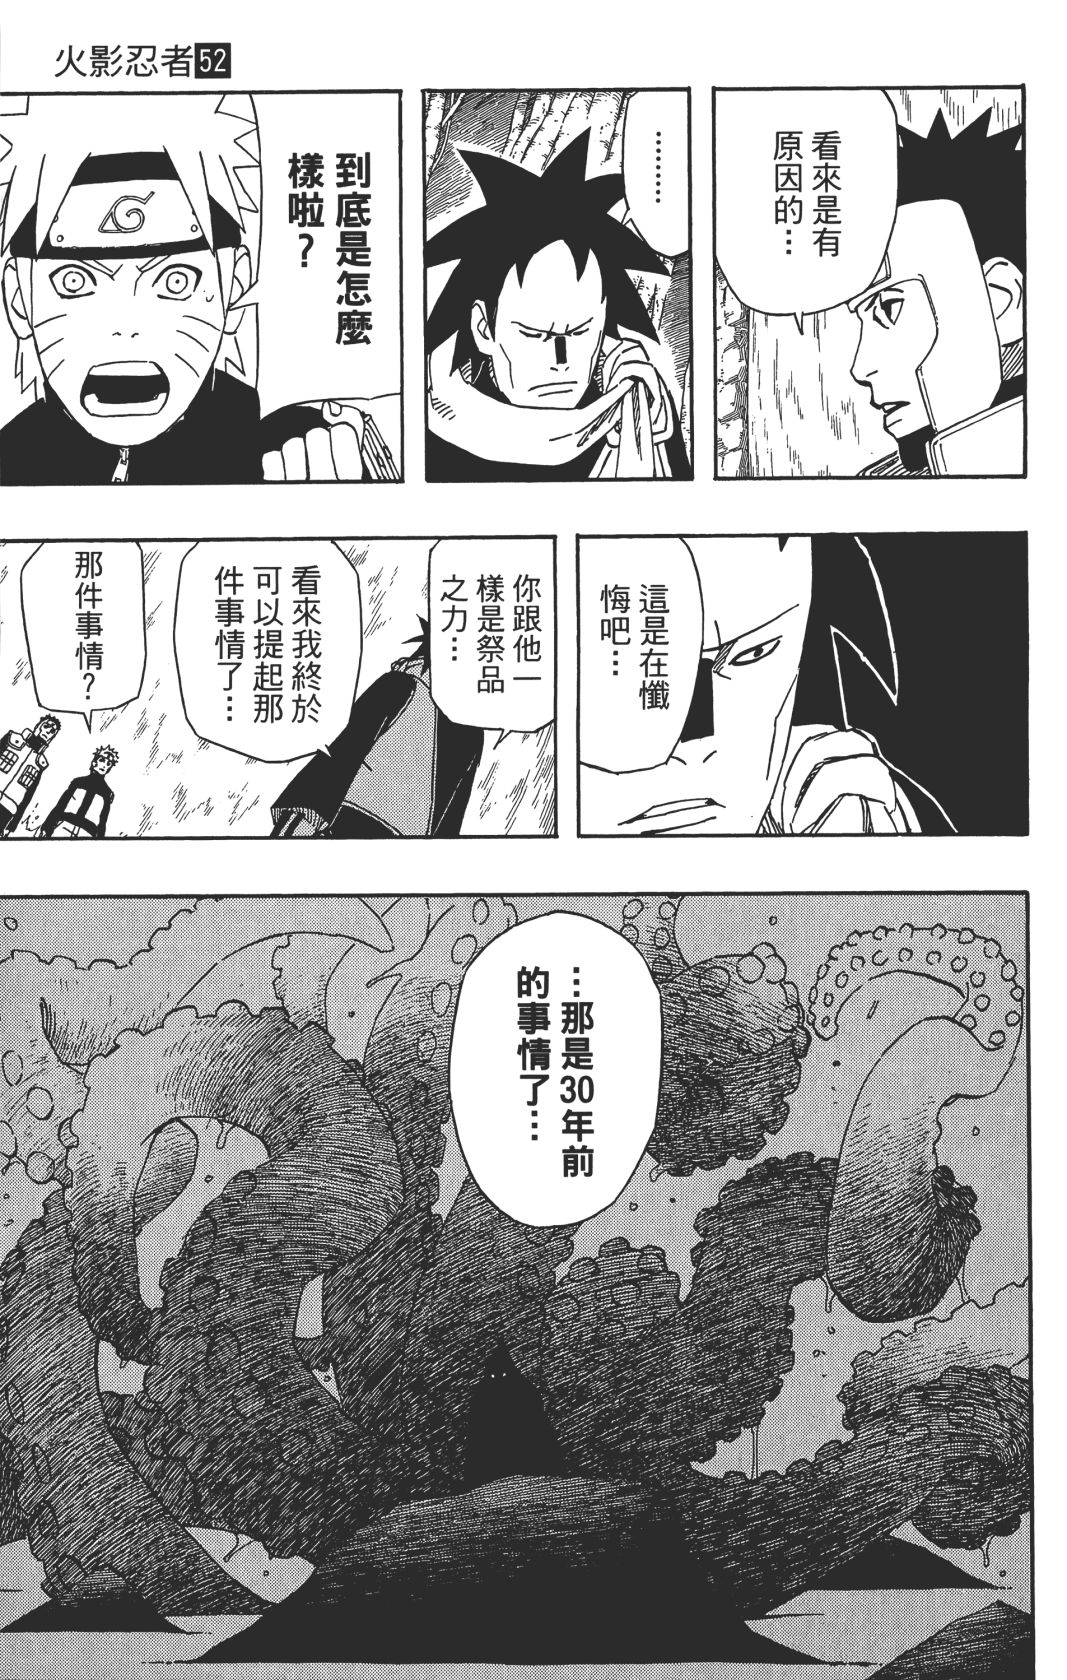 火影忍者52
看來是有
原因的…
………
到底是怎麼
樣啦？
這是在懺
悔吧…
你跟他一
樣是祭品
之力…
看來我終於
可以提起那
件事情了…
那件事情？
…那是30年前
的事情了…